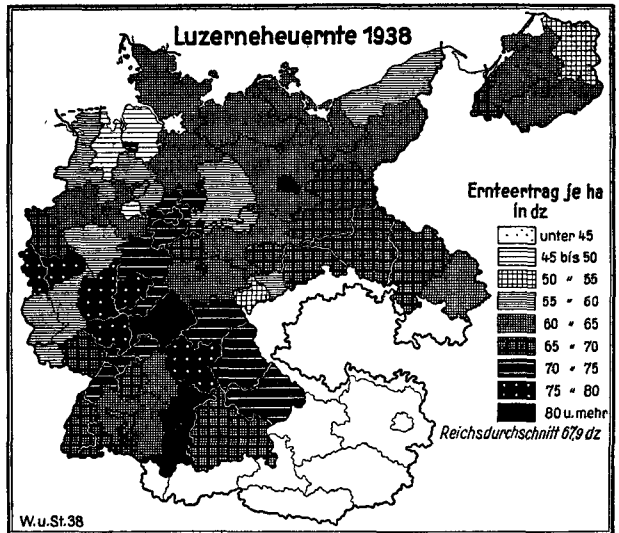 Luzerneheuernte 1938
Ernteertrag je ha
in dz
unter 45
45 bis 50
50 " 55
55 " 60
60 " 65
65 " 70
70 " 75
75 " 80
80 u. mehr
Reichsdurchschnitt 67,9 dz
W.u.St.38